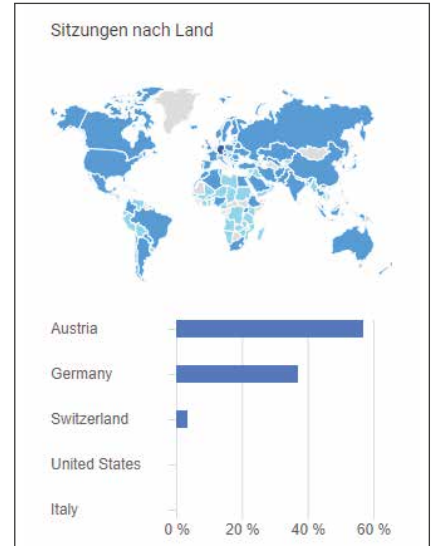 Sitzungen nach Land
Austria
Germany
Switzerland
United States
Italy
0 % 20 % 40 % 60 %